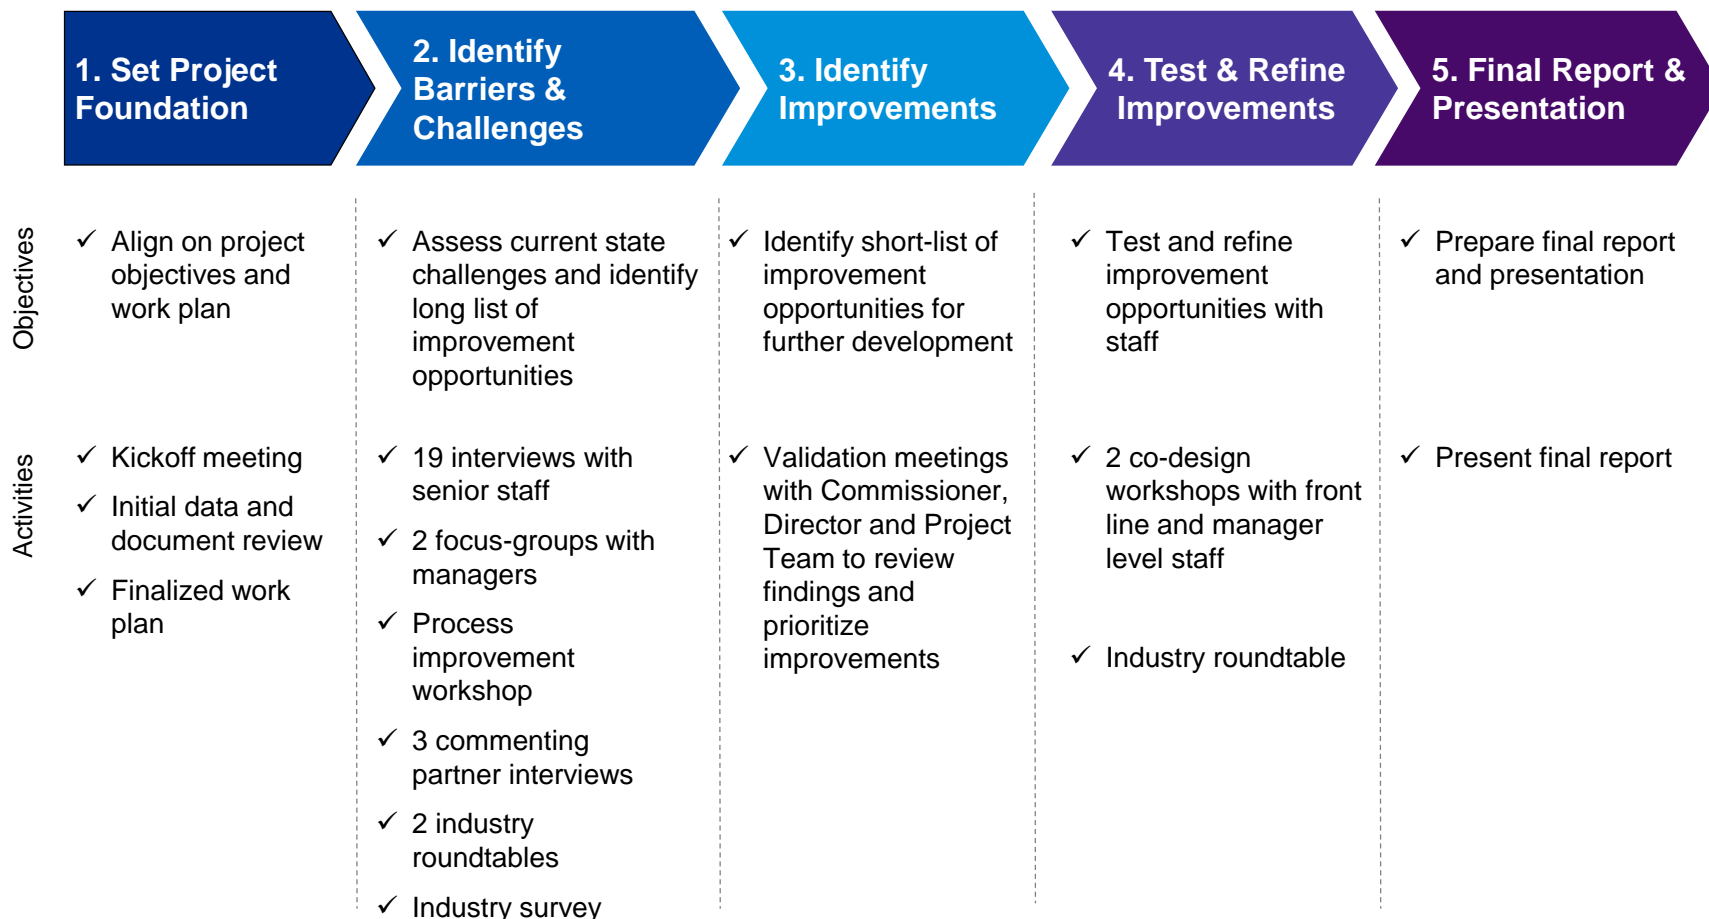 1. Set Project
Foundation
2. Identify
Barriers &
Challenges
3. Identify
Improvements
4. Test & Refine
Improvements
5. Final Report &
Presentation
Objectives
✓ Align on project
objectives and
work plan
✓ Assess current state
challenges and identify
long list of
improvement
opportunities
✓ Identify short-list of
improvement
opportunities for
further development
✓ Test and refine
improvement
opportunities with
staff
✓ Prepare final report
and presentation
Activities
✓ Kickoff meeting
✓ Initial data and
document review
✓ Finalized work
plan
✓ 19 interviews with
senior staff
✓ 2 focus-groups with
managers
✓ Process
improvement
workshop
✓ 3 commenting
partner interviews
✓ 2 industry
roundtables
✓ Industry survey
✓ Validation meetings
with Commissioner,
Director and Project
Team to review
findings and
prioritize
improvements
✓ 2 co-design
workshops with front
line and manager
level staff
✓ Industry roundtable
✓ Present final report